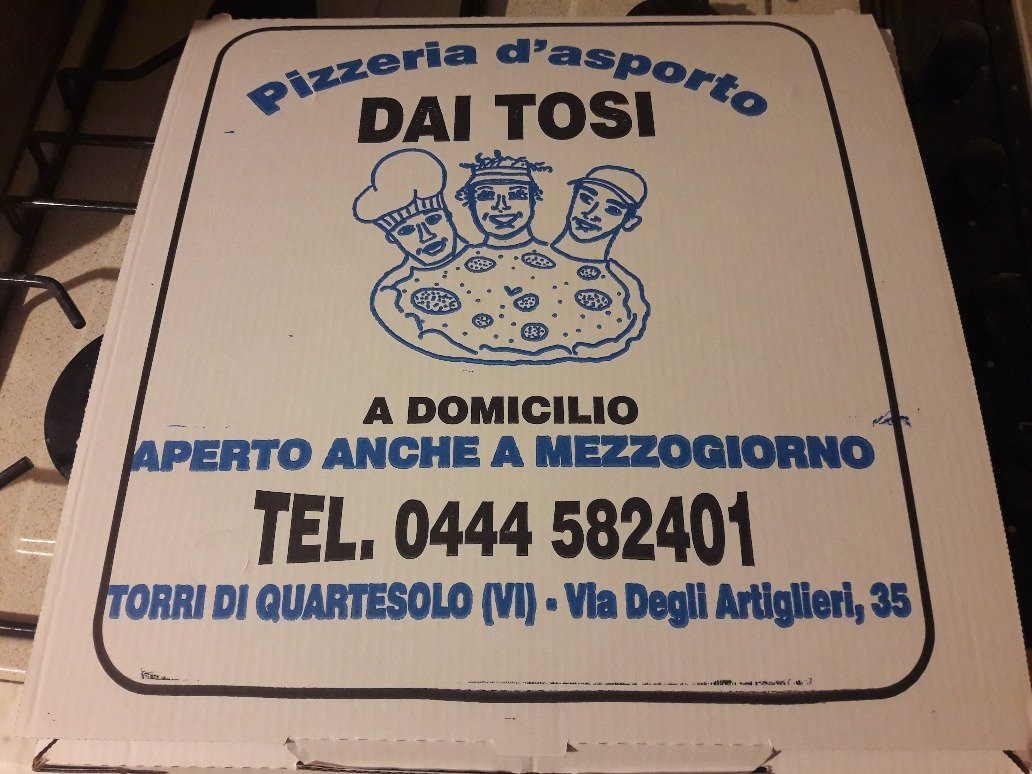 Pizzeria d'asporto
DAI TOSI
A DOMICILIO
APERTO ANCHE A MEZZOGIORNO
TEL. 0444 582401
TORRI DI QUARTESOLO (VI) - Via Degli Artiglieri, 35